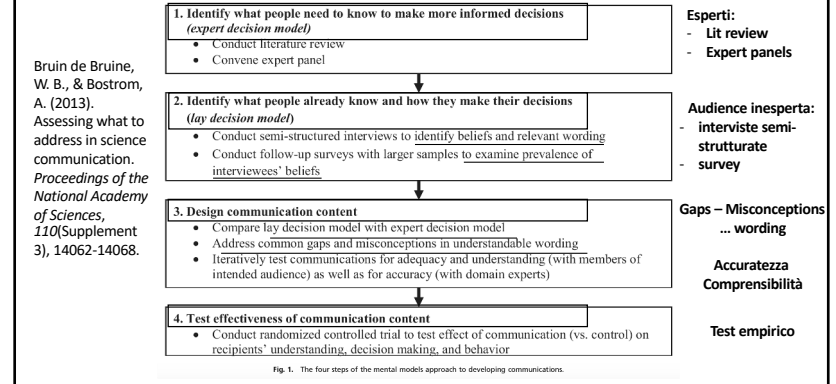 Bruin de Bruine,
W. B., & Bostrom,
A. (2013).
Assessing what to
address in science
communication.
Proceedings of the
National Academy
of Sciences,
110(Supplement
3), 14062-14068.
1. Identify what people need to know to make more informed decisions
(expert decision model)
• Conduct literature review
• Convene expert panel
2. Identify what people already know and how they make their decisions
(lay decision model)
• Conduct semi-structured interviews to identify beliefs and relevant wording
• Conduct follow-up surveys with larger samples to examine prevalence of
interviewees' beliefs
3. Design communication content
• Compare lay decision model with expert decision model
• Address common gaps and misconceptions in understandable wording
• Iteratively test communications for adequacy and understanding (with members of
intended audience) as well as for accuracy (with domain experts)
4. Test effectiveness of communication content
• Conduct randomized controlled trial to test effect of communication (vs. control) on
recipients' understanding, decision making, and behavior
Fig. 1. The four steps of the mental models approach to developing communications.
Esperti:
- Lit review
- Expert panels
Audience inesperta:
- interviste semi-
strutturate
- survey
Gaps – Misconceptions
... wording
Accuratezza
Comprensibilità
Test empirico